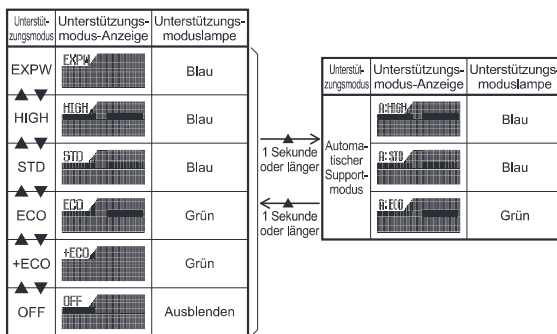 Unterstüt-
zungsmodus
Unterstützungs-
modus-Anzeige
Unterstützungs-
moduslampe
EXPW
EXPW
Blau
▲ ▼
HIGH
HIGH
Blau
▲ ▼
STD
STD
Blau
▲ ▼
ECO
ECO
Grün
▲ ▼
+ECO
+ECO
Grün
▲ ▼
OFF
OFF
Ausblenden
▲
1 Sekunde
oder länger
▲
1 Sekunde
oder länger
Unterstüt-
zungsmodus
Unterstützungs-
modus-Anzeige
Unterstützungs-
moduslampe
Automa-
tischer
Support-
modus
A:HIGH
Blau
A:STD
Blau
A:ECO
Grün